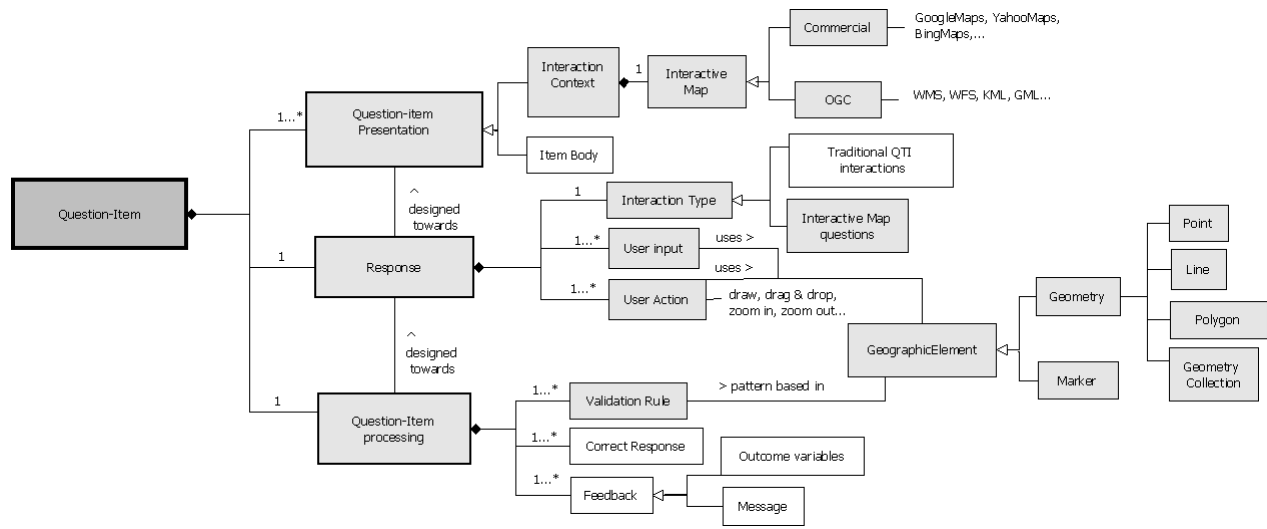 Commercial
GoogleMaps, YahooMaps,
BingMaps,...
Interaction
Context
1
Interactive
Map
OGC
WMS, WFS, KML, GML...
1...*
Question-item
Presentation
Item Body
Traditional QTI
interactions
^
designed
towards
1
Interaction Type
Interactive Map
questions
Question-Item
1...*
User input
uses >
Point
1
Response
uses >
Line
1...*
User Action
draw, drag & drop,
zoom in, zoom out...
Geometry
Polygon
^
designed
towards
GeographicElement
Geometry
Collection
Marker
1
Question-Item
processing
1...*
Validation Rule
> pattern based in
1...*
Correct Response
Outcome variables
1...*
Feedback
Message